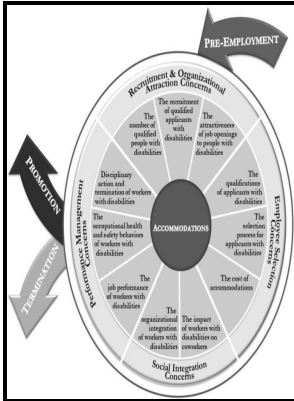 PRE-EMPLOYMENT
Recruitment & Organizational
Attraction Concerns
The recruitment
of qualified
applicants
with
disabilities
The
attractiveness
of job openings
to people with
disabilities
The
qualifications
of applicants with
disabilities
The
selection
process for
applicants with
disabilities
Employee Selection
Concerns
The cost of
accommodations
The impact
of workers with
disabilities on
coworkers
Social Integration
Concerns
The
organizational
integration
of workers with
disabilities
The
job performance
of workers with
disabilities
The
occupational health
and safety behaviors
of workers with
disabilities
Disciplinary
action and
termination of workers
with disabilities
The
number of
qualified
people with
disabilities
Performance Management
Concerns
ACCOMMODATIONS
PROMOTION
TERMINATION